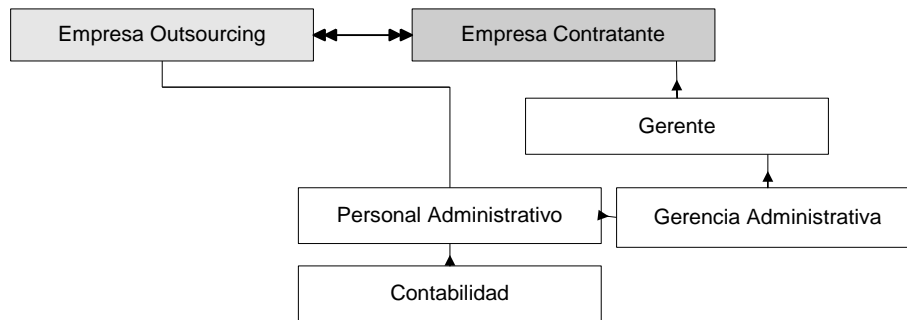 Empresa Outsourcing
Empresa Contratante
Gerente
Personal Administrativo
Gerencia Administrativa
Contabilidad